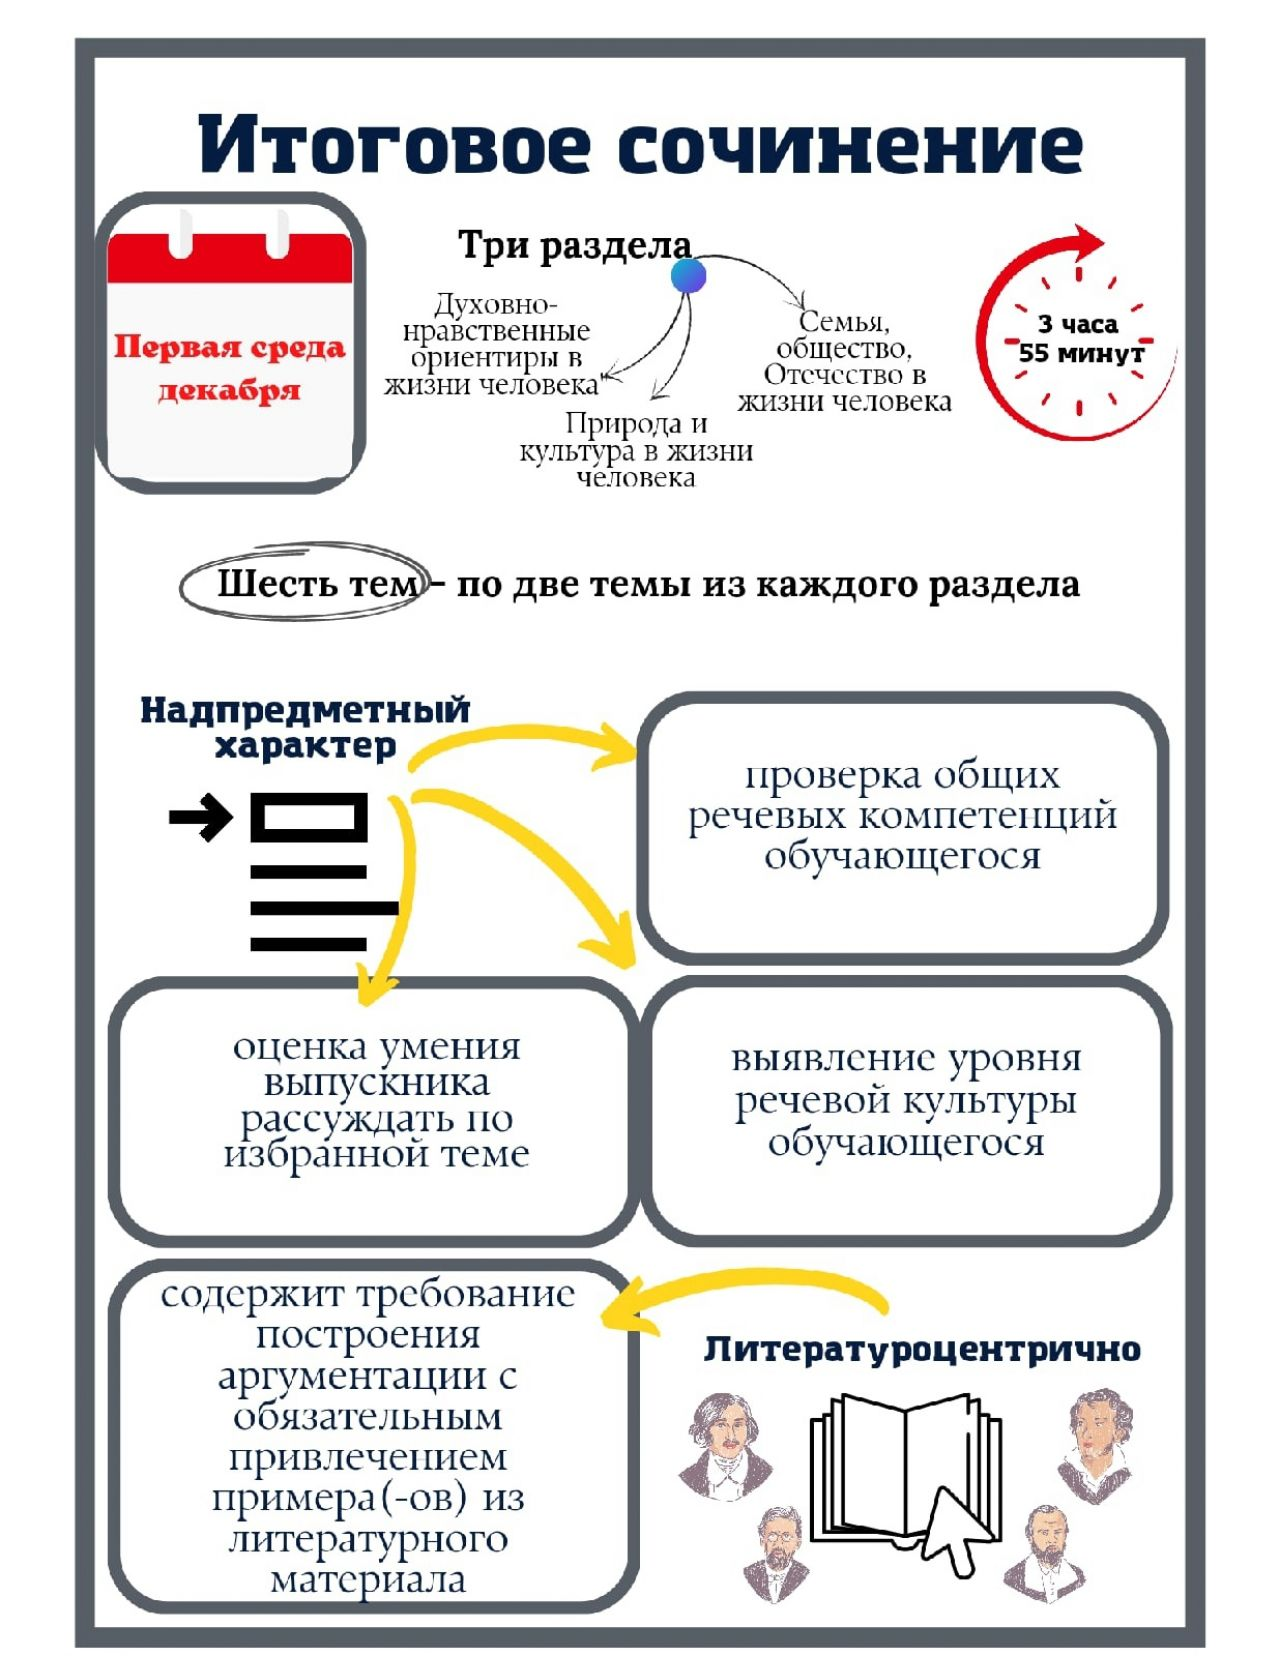 Итоговое сочинение
Первая среда
декабря
Три раздела
Духовно-
нравственные
ориентиры в
жизни человека
Природа и
культура в жизни
человека
Семья,
общество,
Отечество в
жизни человека
3 часа
55 минут
Шесть тем – по две темы из каждого раздела
Надпредметный
характер
проверка общих
речевых компетенций
обучающегося
оценка умения
выпускника
рассуждать по
избранной теме
выявление уровня
речевой культуры
обучающегося
содержит требование
построения
аргументации с
обязательным
привлечением
примера(-ов) из
литературного
материала
Литературоцентрично